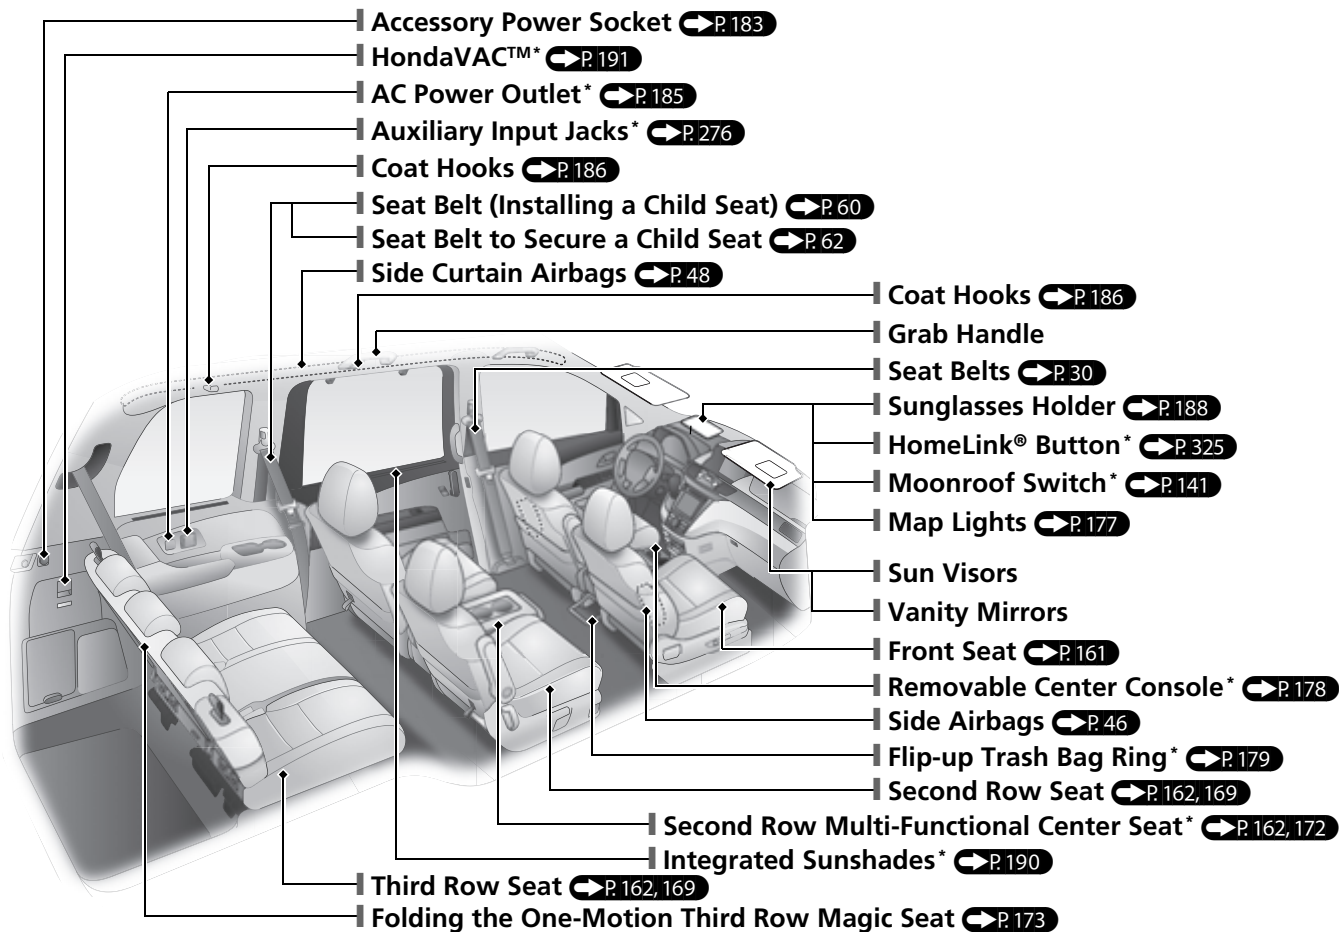 Accessory Power Socket P. 183
HondaVAC™* P. 191
AC Power Outlet* P. 185
Auxiliary Input Jacks* P. 276
Coat Hooks P. 186
Seat Belt (Installing a Child Seat) P. 60
Seat Belt to Secure a Child Seat P. 62
Side Curtain Airbags P. 48
Coat Hooks P. 186
Grab Handle
Seat Belts P. 30
Sunglasses Holder P. 188
HomeLink® Button* P. 325
Moonroof Switch* P. 141
Map Lights P. 177
Sun Visors
Vanity Mirrors
Front Seat P. 161
Removable Center Console* P. 178
Side Airbags P. 46
Flip-up Trash Bag Ring* P. 179
Second Row Seat P. 162, 169
Second Row Multi-Functional Center Seat* P. 162, 172
Integrated Sunshades* P. 190
Third Row Seat P. 162, 169
Folding the One-Motion Third Row Magic Seat P. 173